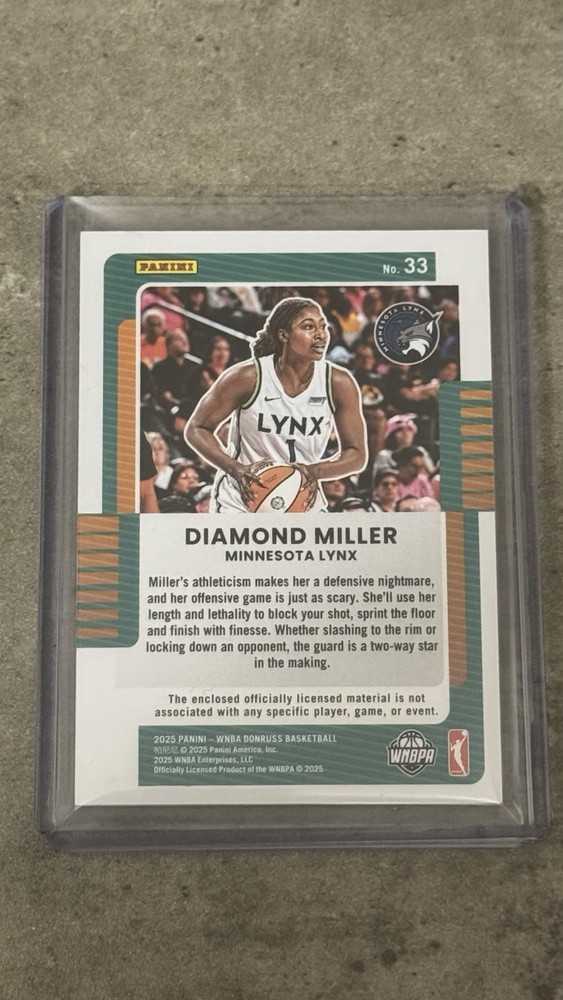 PANINI
No. 33
MINNESOTA LYNX
LYNX
1
DIAMOND MILLER
MINNESOTA LYNX
Miller's athleticism makes her a defensive nightmare,
and her offensive game is just as scary. She'll use her
length and lethality to block your shot, sprint the floor
and finish with finesse. Whether slashing to the rim or
locking down an opponent, the guard is a two-way star
in the making.
The enclosed officially licensed material is not
associated with any specific player, game, or event.
2025 PANINI – WNBA DONRUSS BASKETBALL
帕尼尼 © 2025 Panini America, Inc.
2025 WNBA Enterprises, LLC
Officially Licensed Product of the WNBPA © 2025
WNBPA